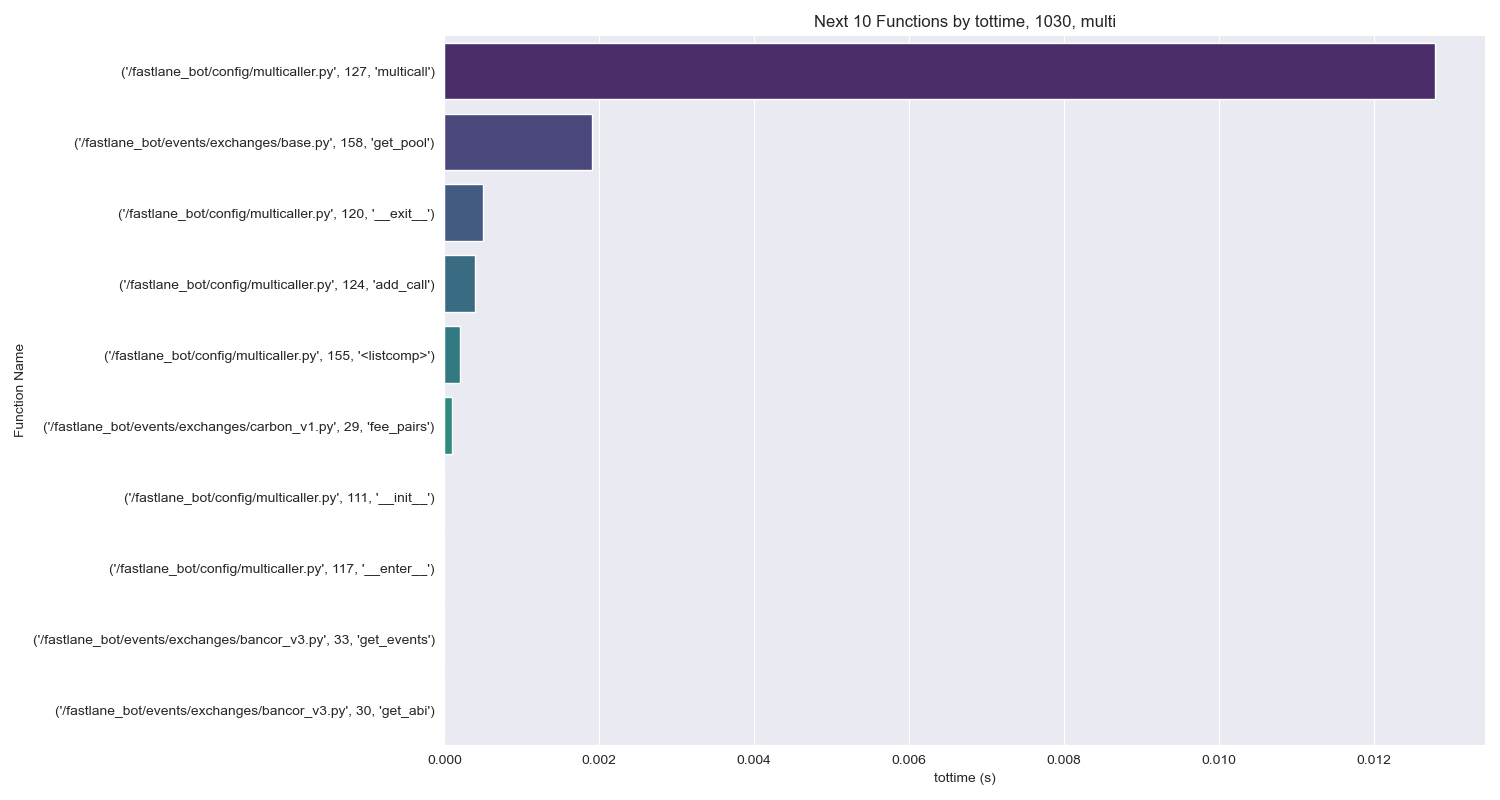 Next 10 Functions by tottime, 1030, multi
('/fastlane_bot/config/multicaller.py', 127, 'multicall')
('/fastlane_bot/events/exchanges/base.py', 158, 'get_pool')
('/fastlane_bot/config/multicaller.py', 120, '__exit__')
('/fastlane_bot/config/multicaller.py', 124, 'add_call')
('/fastlane_bot/config/multicaller.py', 155, '<listcomp>')
('/fastlane_bot/events/exchanges/carbon_v1.py', 29, 'fee_pairs')
('/fastlane_bot/config/multicaller.py', 111, '__init__')
('/fastlane_bot/config/multicaller.py', 117, '__enter__')
('/fastlane_bot/events/exchanges/bancor_v3.py', 33, 'get_events')
('/fastlane_bot/events/exchanges/bancor_v3.py', 30, 'get_abi')
Function Name
0.000 0.002 0.004 0.006 0.008 0.010 0.012
tottime (s)